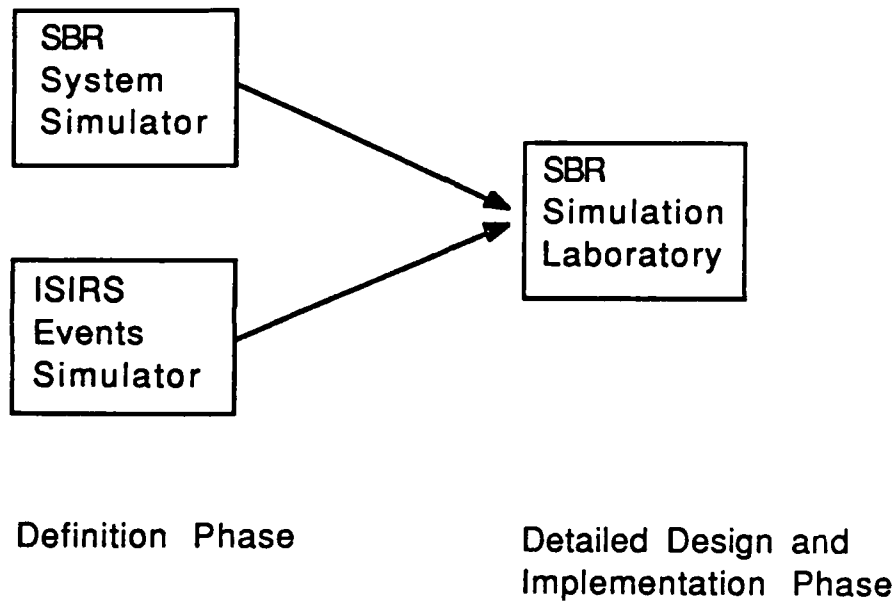 SBR
System
Simulator
SBR
Simulation
Laboratory
ISIRS
Events
Simulator
Definition Phase
Detailed Design and
Implementation Phase